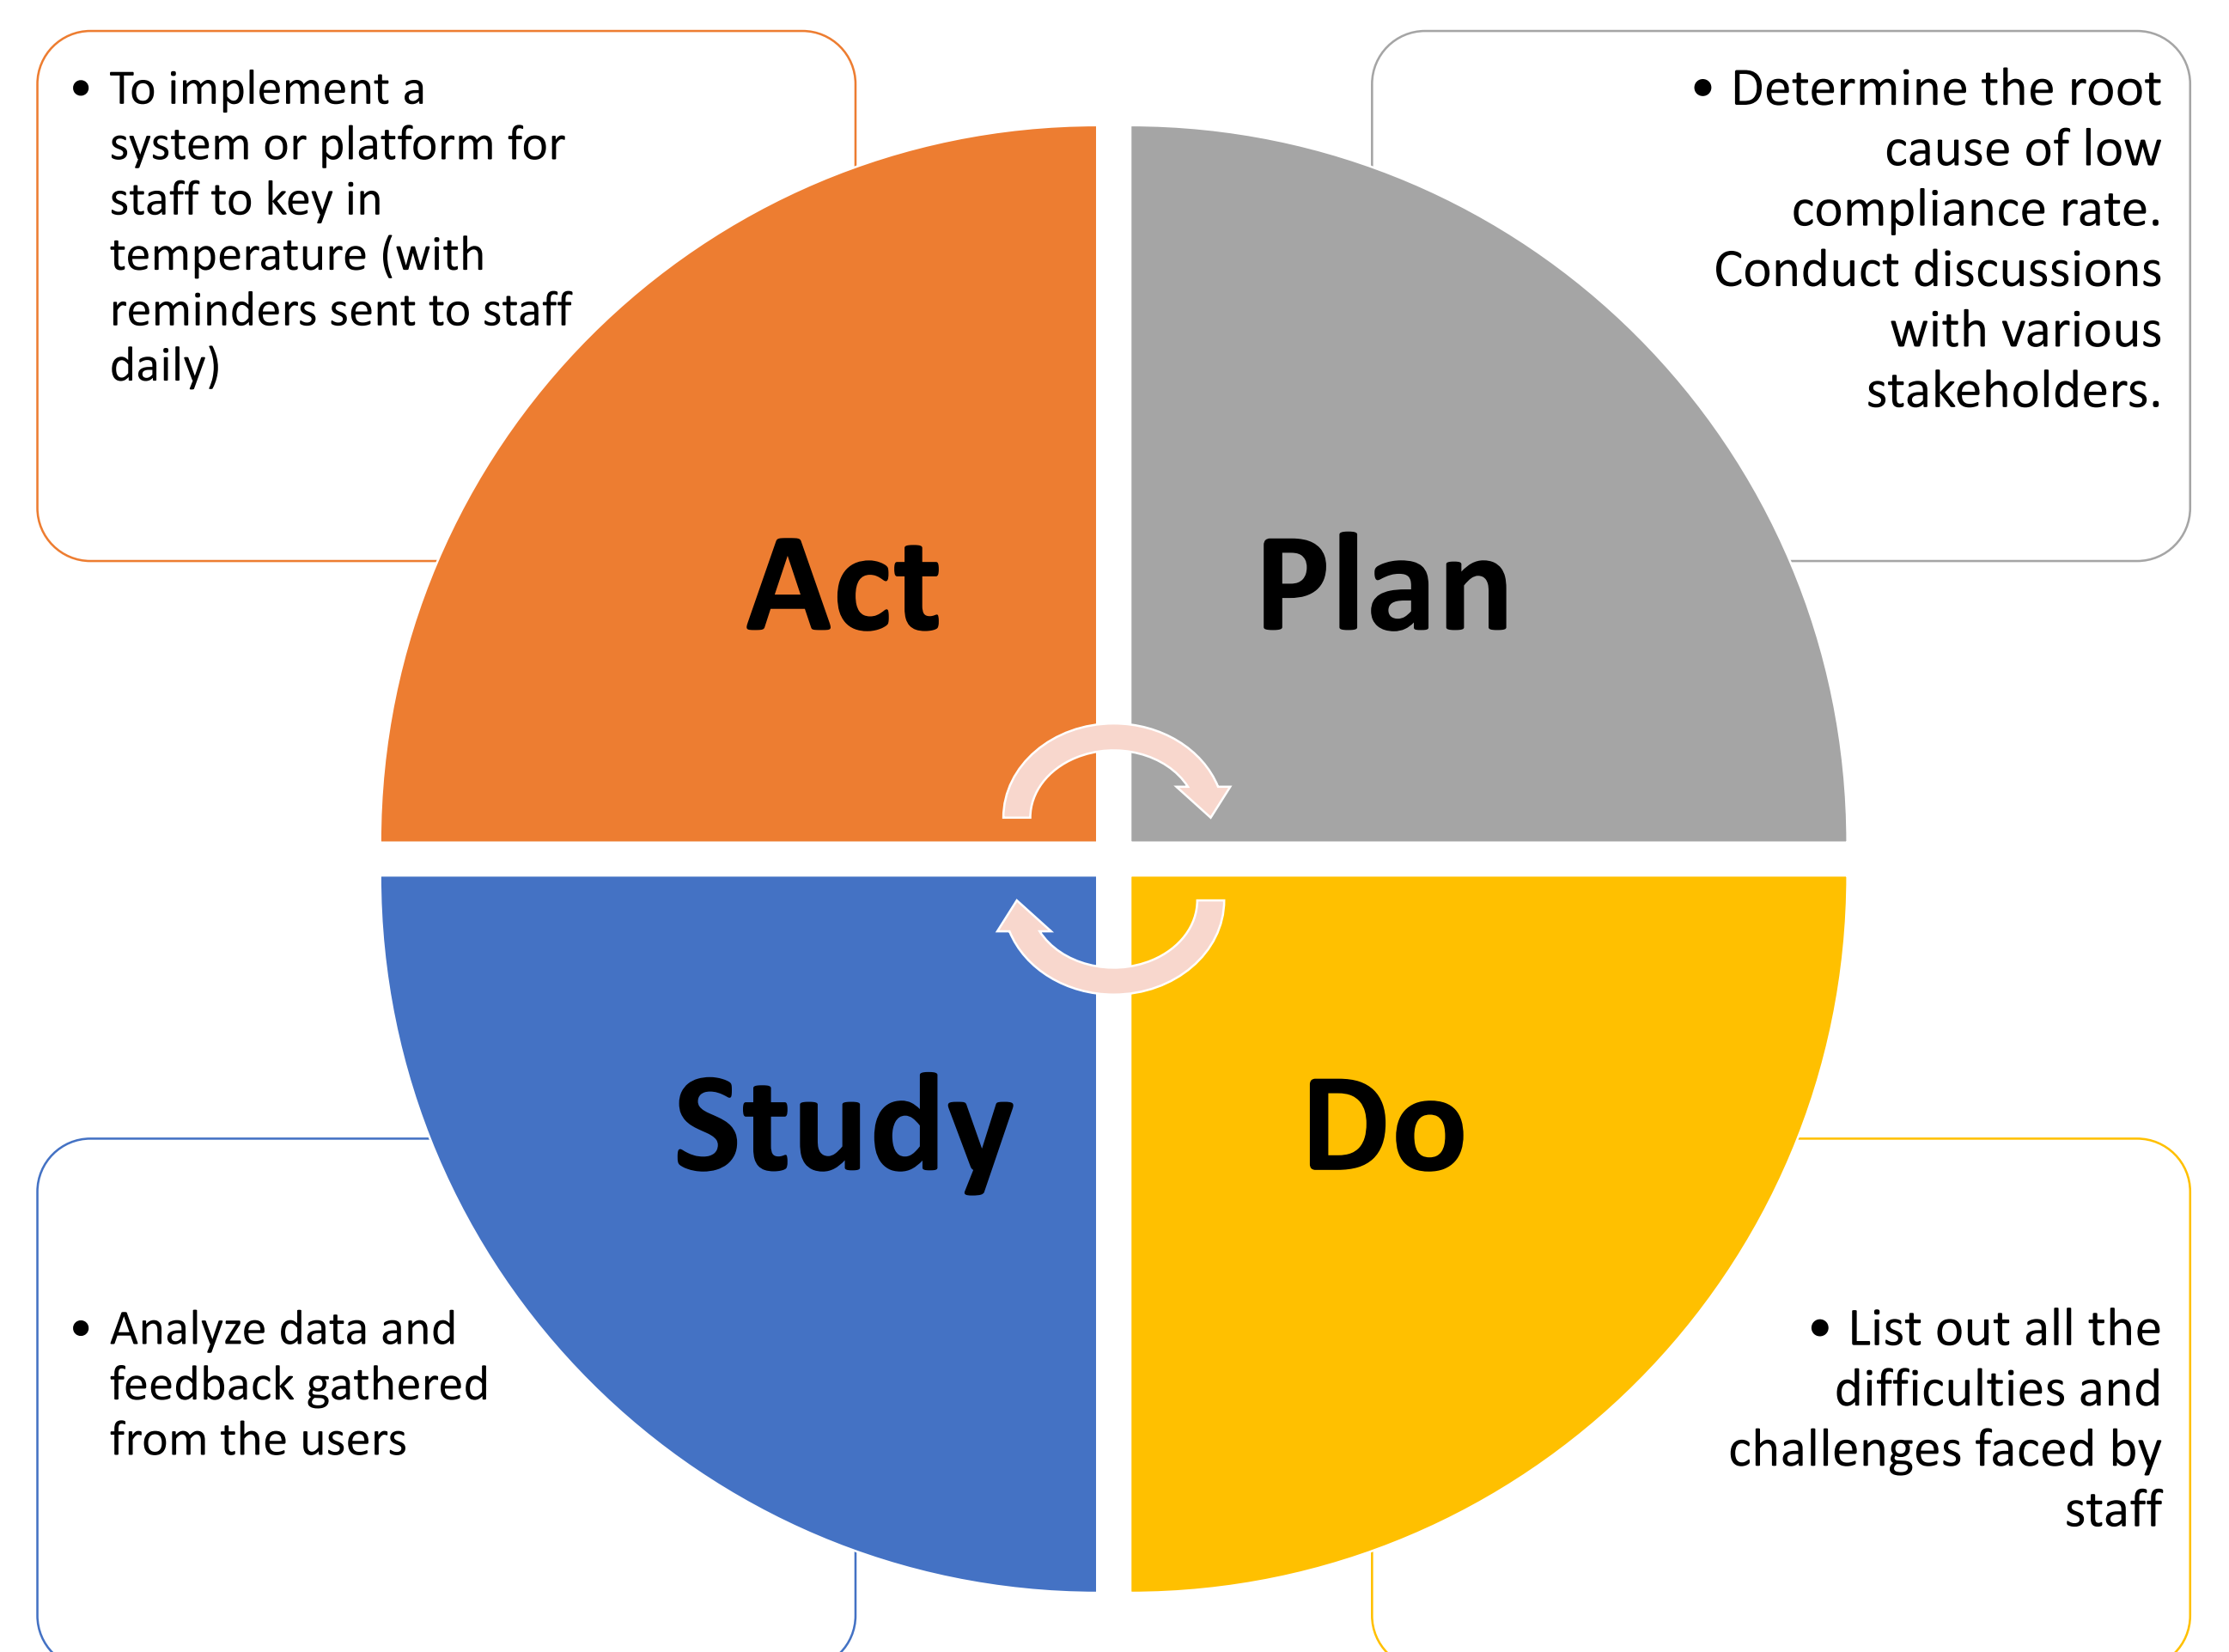 • To implement a
system or platform for
staff to key in
temperature (with
reminders sent to staff
daily)
• Determine the root
cause of low
compliance rate.
Conduct discussions
with various
stakeholders.
Act
Plan
Study
Do
• Analyze data and
feedback gathered
from the users
• List out all the
difficulties and
challenges faced by
staff